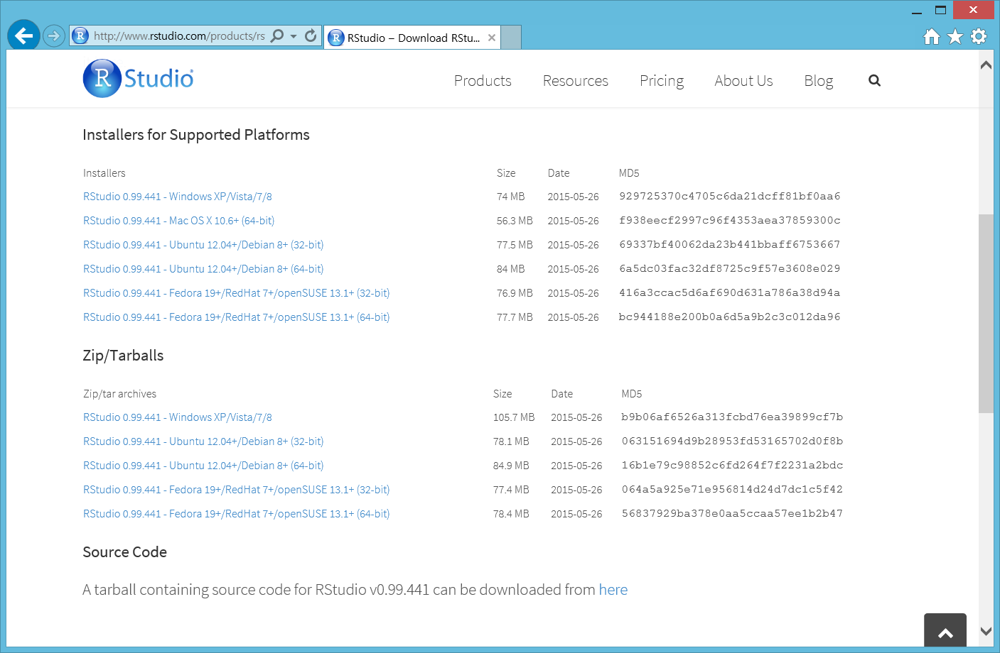 http://www.rstudio.com/products/rs
RStudio – Download RStu...
R Studio®
Products Resources Pricing About Us Blog
Installers for Supported Platforms
Installers Size Date MD5
RStudio 0.99.441 - Windows XP/Vista/7/8 74 MB 2015-05-26 929725370c4705c6da21dcff81bf0aa6
RStudio 0.99.441 - Mac OS X 10.6+ (64-bit) 56.3 MB 2015-05-26 f938eecf2997c96f4353aea37859300c
RStudio 0.99.441 - Ubuntu 12.04+/Debian 8+ (32-bit) 77.5 MB 2015-05-26 69337bf40062da23b441bbaff6753667
RStudio 0.99.441 - Ubuntu 12.04+/Debian 8+ (64-bit) 84 MB 2015-05-26 6a5dc03fac32df8725c9f57e3608e029
RStudio 0.99.441 - Fedora 19+/RedHat 7+/openSUSE 13.1+ (32-bit) 76.9 MB 2015-05-26 416a3ccac5d6af690d631a786a38d94a
RStudio 0.99.441 - Fedora 19+/RedHat 7+/openSUSE 13.1+ (64-bit) 77.7 MB 2015-05-26 bc944188e200b0a6d5a9b2c3c012da96
Zip/Tarballs
Zip/tar archives Size Date MD5
RStudio 0.99.441 - Windows XP/Vista/7/8 105.7 MB 2015-05-26 b9b06af6526a313fcbd76ea39899cf7b
RStudio 0.99.441 - Ubuntu 12.04+/Debian 8+ (32-bit) 78.1 MB 2015-05-26 063151694d9b28953fd53165702d0f8b
RStudio 0.99.441 - Ubuntu 12.04+/Debian 8+ (64-bit) 84.9 MB 2015-05-26 16b1e79c98852c6fd264f7f2231a2bdc
RStudio 0.99.441 - Fedora 19+/RedHat 7+/openSUSE 13.1+ (32-bit) 77.4 MB 2015-05-26 064a5a925e71e956814d24d7dc1c5f42
RStudio 0.99.441 - Fedora 19+/RedHat 7+/openSUSE 13.1+ (64-bit) 78.4 MB 2015-05-26 56837929ba378e0aa5ccaa57ee1b2b47
Source Code
A tarball containing source code for RStudio v0.99.441 can be downloaded from here